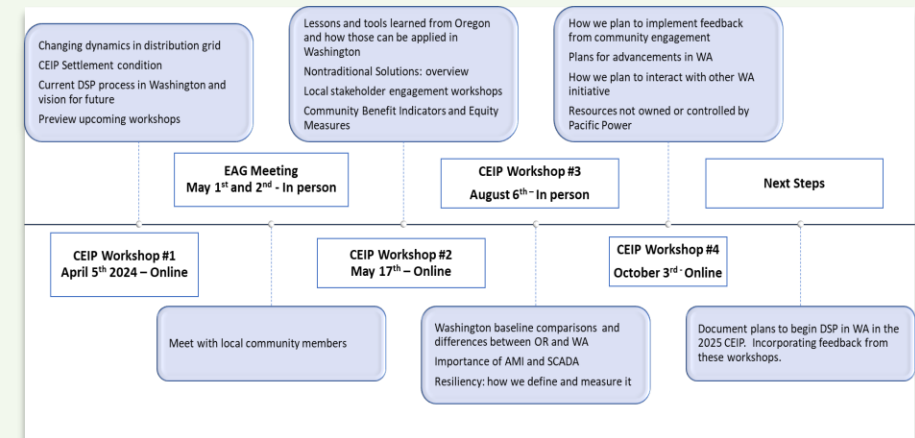 Changing dynamics in distribution grid
CEIP Settlement condition
Current DSP process in Washington and
vision for future
Preview upcoming workshops
Lessons and tools learned from Oregon
and how those can be applied in
Washington
Nontraditional Solutions: overview
Local stakeholder engagement workshops
Community Benefit Indicators and Equity
Measures
How we plan to implement feedback
from community engagement
Plans for advancements in WA
How we plan to interact with other WA
initiative
Resources not owned or controlled by
Pacific Power
EAG Meeting
May 1st and 2nd - In person
CEIP Workshop #3
August 6th – In person
Next Steps
CEIP Workshop #1
April 5th 2024 – Online
CEIP Workshop #2
May 17th – Online
CEIP Workshop #4
October 3rd - Online
Meet with local community members
Washington baseline comparisons and
differences between OR and WA
Importance of AMI and SCADA
Resiliency: how we define and measure it
Document plans to begin DSP in WA in the
2025 CEIP. Incorporating feedback from
these workshops.